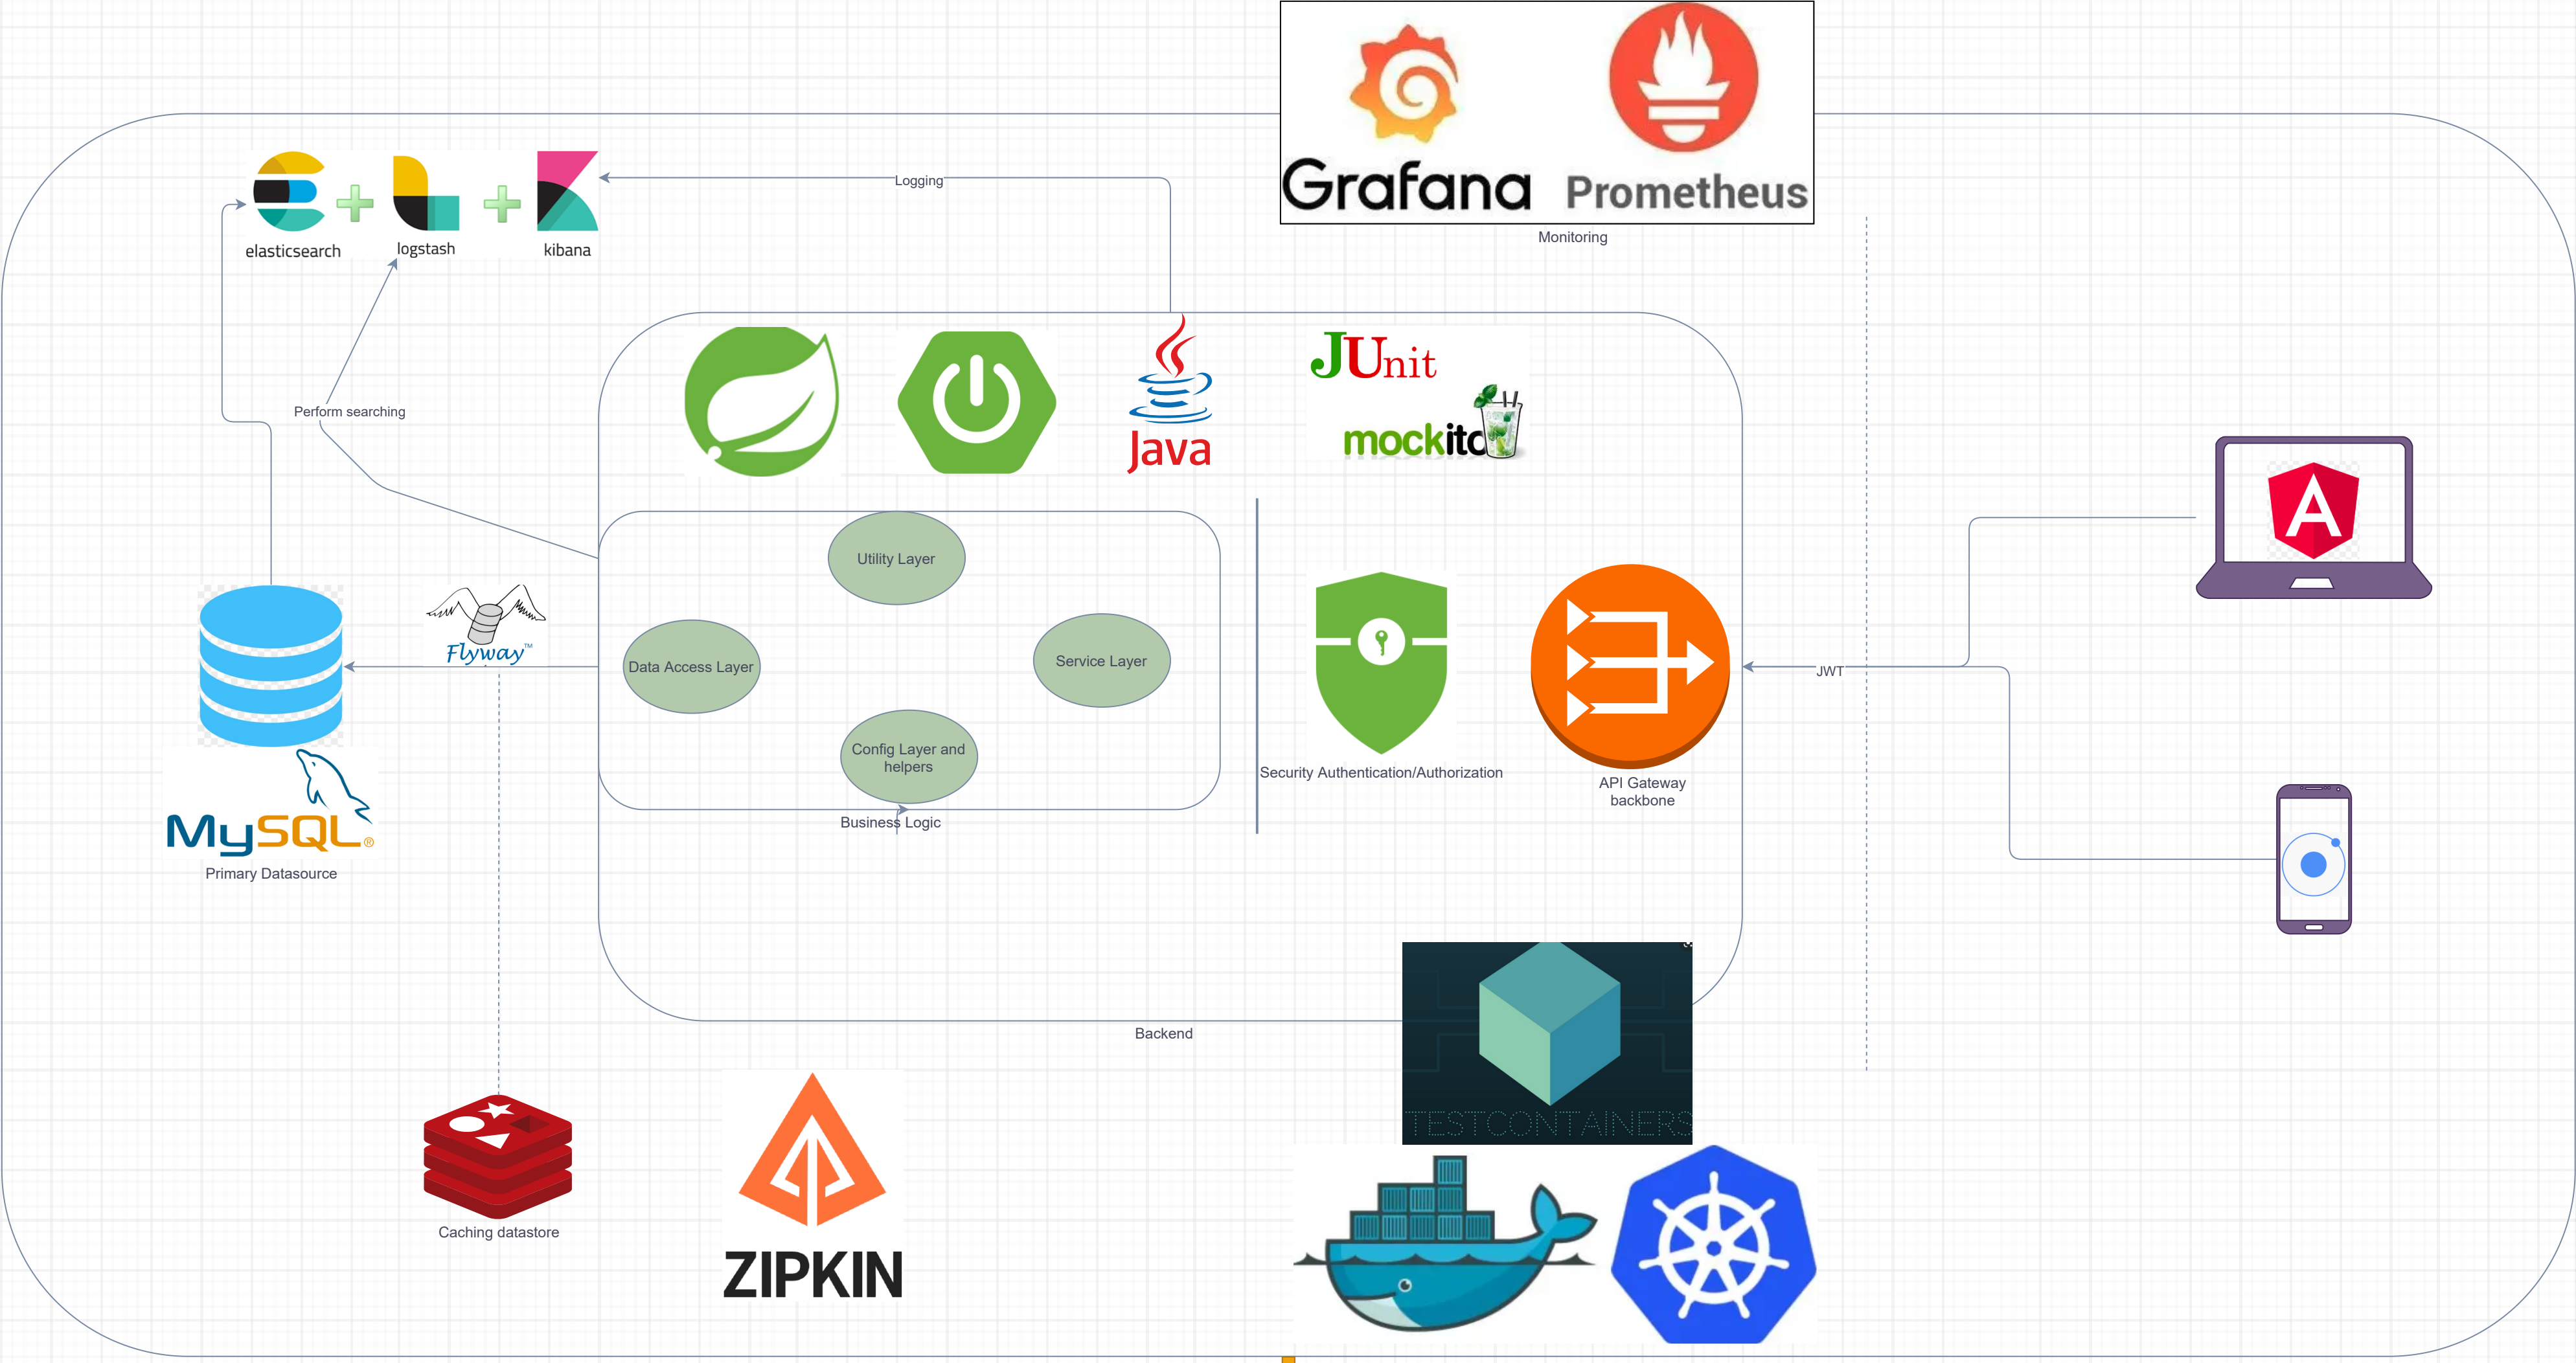 Grafana
Prometheus
Monitoring
elasticsearch
logstash
kibana
Logging
Perform searching
JUnit
mockito
Java
Utility Layer
Data Access Layer
Service Layer
Config Layer and
helpers
Business Logic
Flyway™
MySQL®
Primary Datasource
Security Authentication/Authorization
API Gateway
backbone
JWT
Backend
TESTCONTAINERS
Caching datastore
ZIPKIN